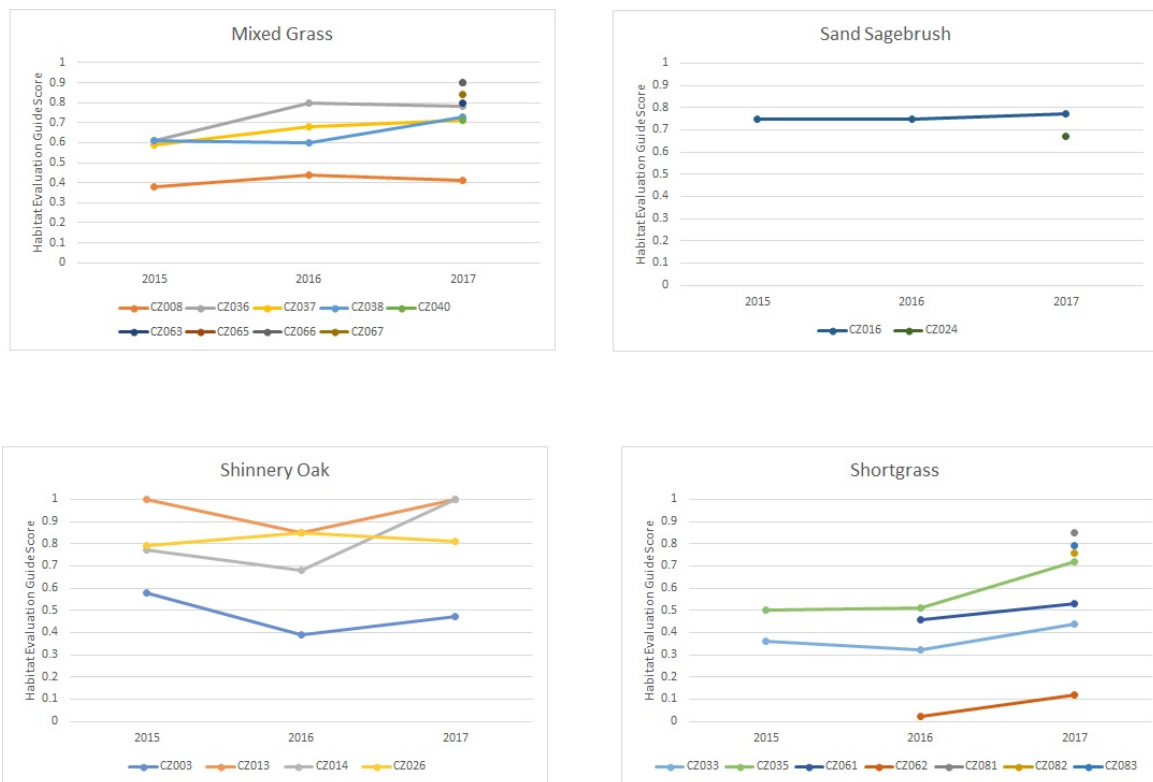 Mixed Grass
Habitat Evaluation Guide Score
1
0.9
0.8
0.7
0.6
0.5
0.4
0.3
0.2
0.1
0
2015 2016 2017
CZ008 CZ036 CZ037 CZ038 CZ040
CZ063 CZ065 CZ066 CZ067
Sand Sagebrush
Habitat Evaluation Guide Score
1
0.9
0.8
0.7
0.6
0.5
0.4
0.3
0.2
0.1
0
2015 2016 2017
CZ016 CZ024
Shinnery Oak
Habitat Evaluation Guide Score
1
0.9
0.8
0.7
0.6
0.5
0.4
0.3
0.2
0.1
0
2015 2016 2017
CZ003 CZ013 CZ014 CZ026
Shortgrass
Habitat Evaluation Guide Score
1
0.9
0.8
0.7
0.6
0.5
0.4
0.3
0.2
0.1
0
2015 2016 2017
CZ033 CZ035 CZ061 CZ062 CZ081 CZ082 CZ083